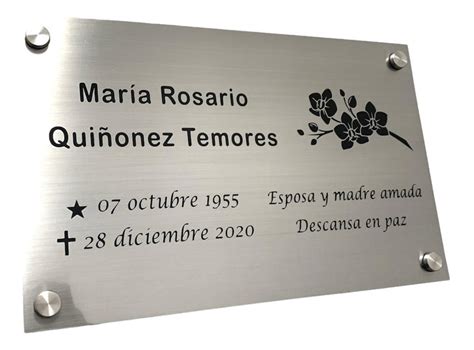 María Rosario
Quiñonez Temores
07 octubre 1955
28 diciembre 2020
Esposa y madre amada
Descansa en paz